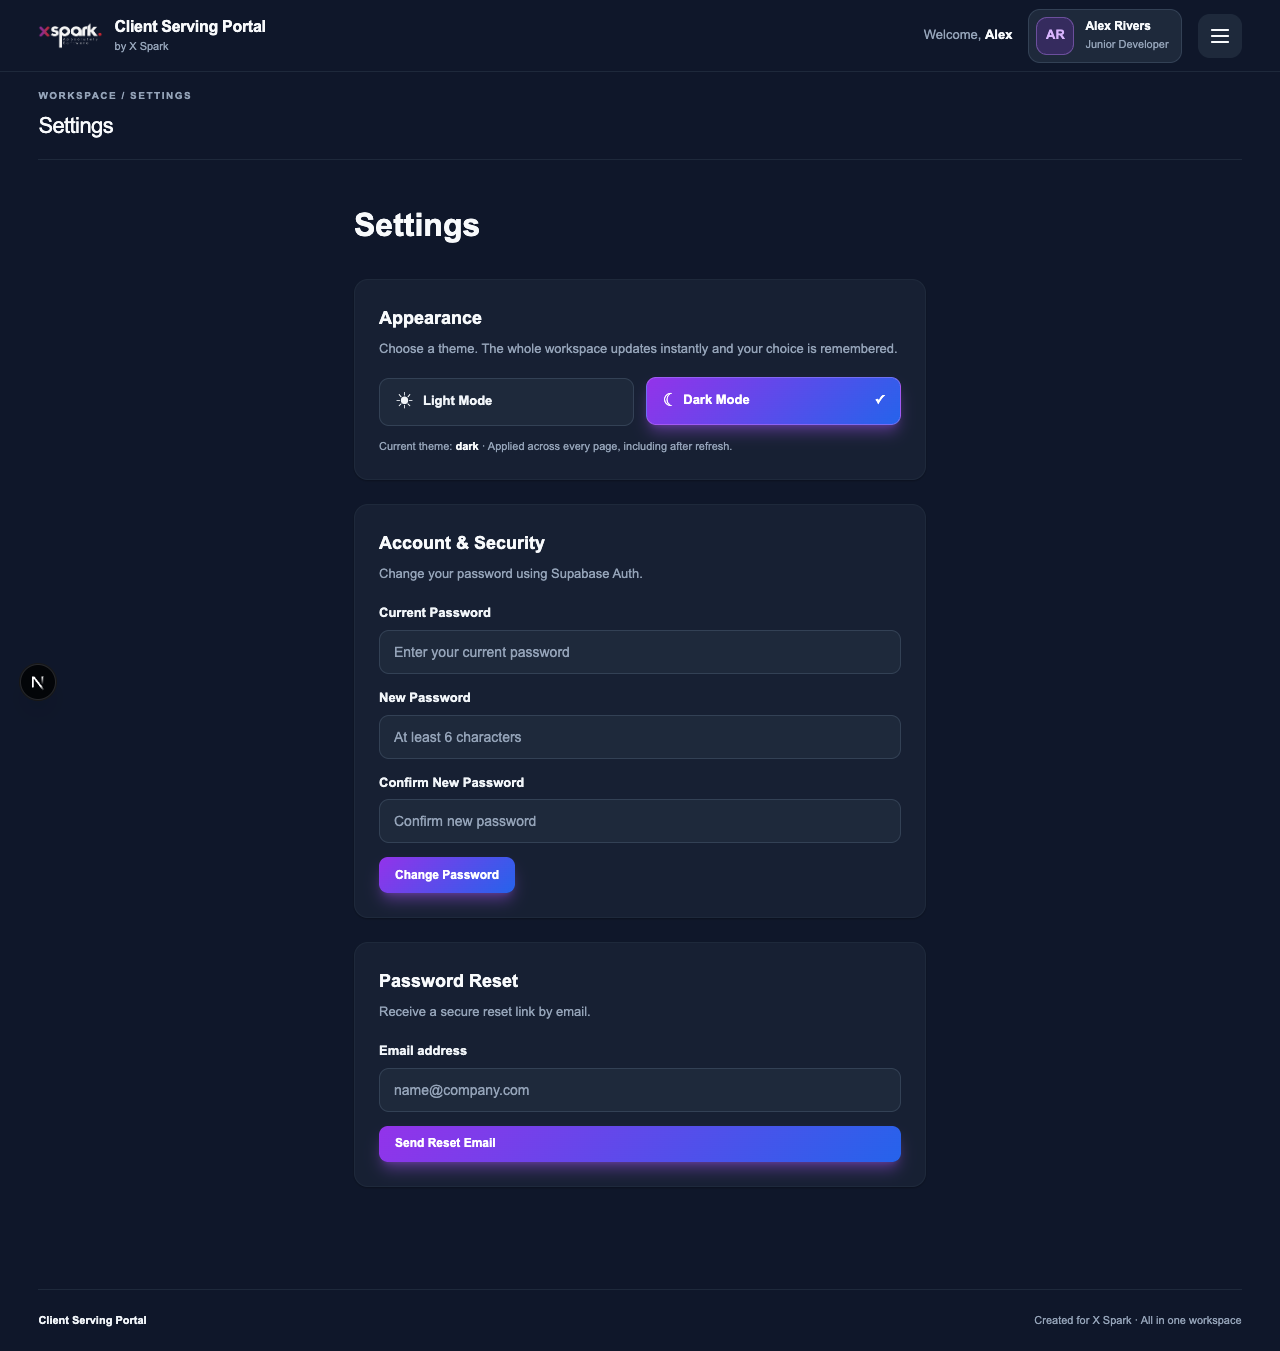 xspark.
Client Serving Portal
by X Spark
Welcome, Alex
AR
Alex Rivers
Junior Developer
WORKSPACE / SETTINGS
Settings
Settings
Appearance
Choose a theme. The whole workspace updates instantly and your choice is remembered.
Light Mode
Dark Mode
Current theme: dark · Applied across every page, including after refresh.
Account & Security
Change your password using Supabase Auth.
Current Password
Enter your current password
New Password
At least 6 characters
Confirm New Password
Confirm new password
Change Password
N
Password Reset
Receive a secure reset link by email.
Email address
name@company.com
Send Reset Email
Client Serving Portal
Created for X Spark · All in one workspace